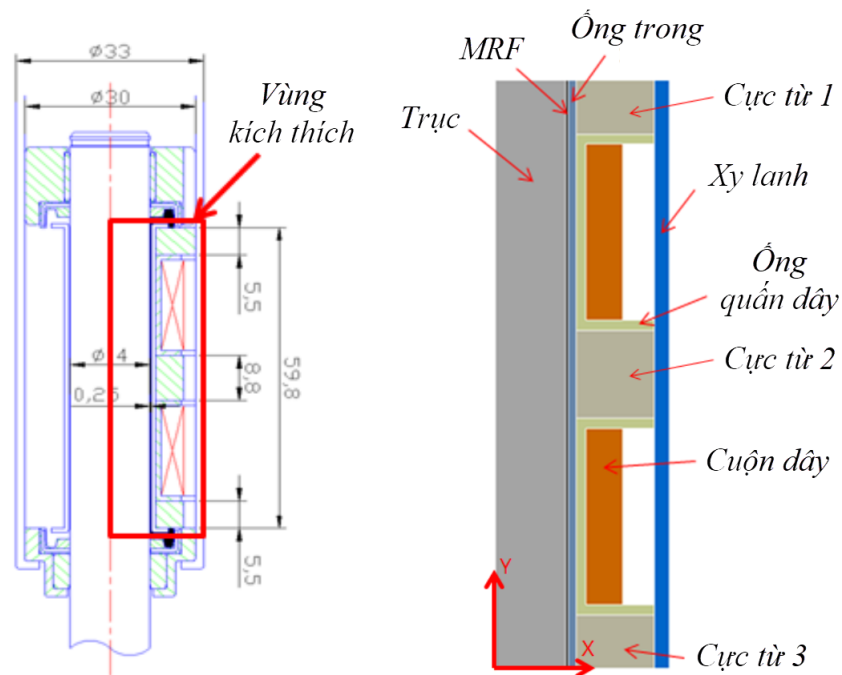 Ø33
Ø30
Vùng
kích thích
5,5
8,8
59,8
0,25
5,5
MRF
Ống trong
Trục
Cực từ 1
Xy lanh
Ống
quấn dây
Cực từ 2
Cuộn dây
Y
X
Cực từ 3